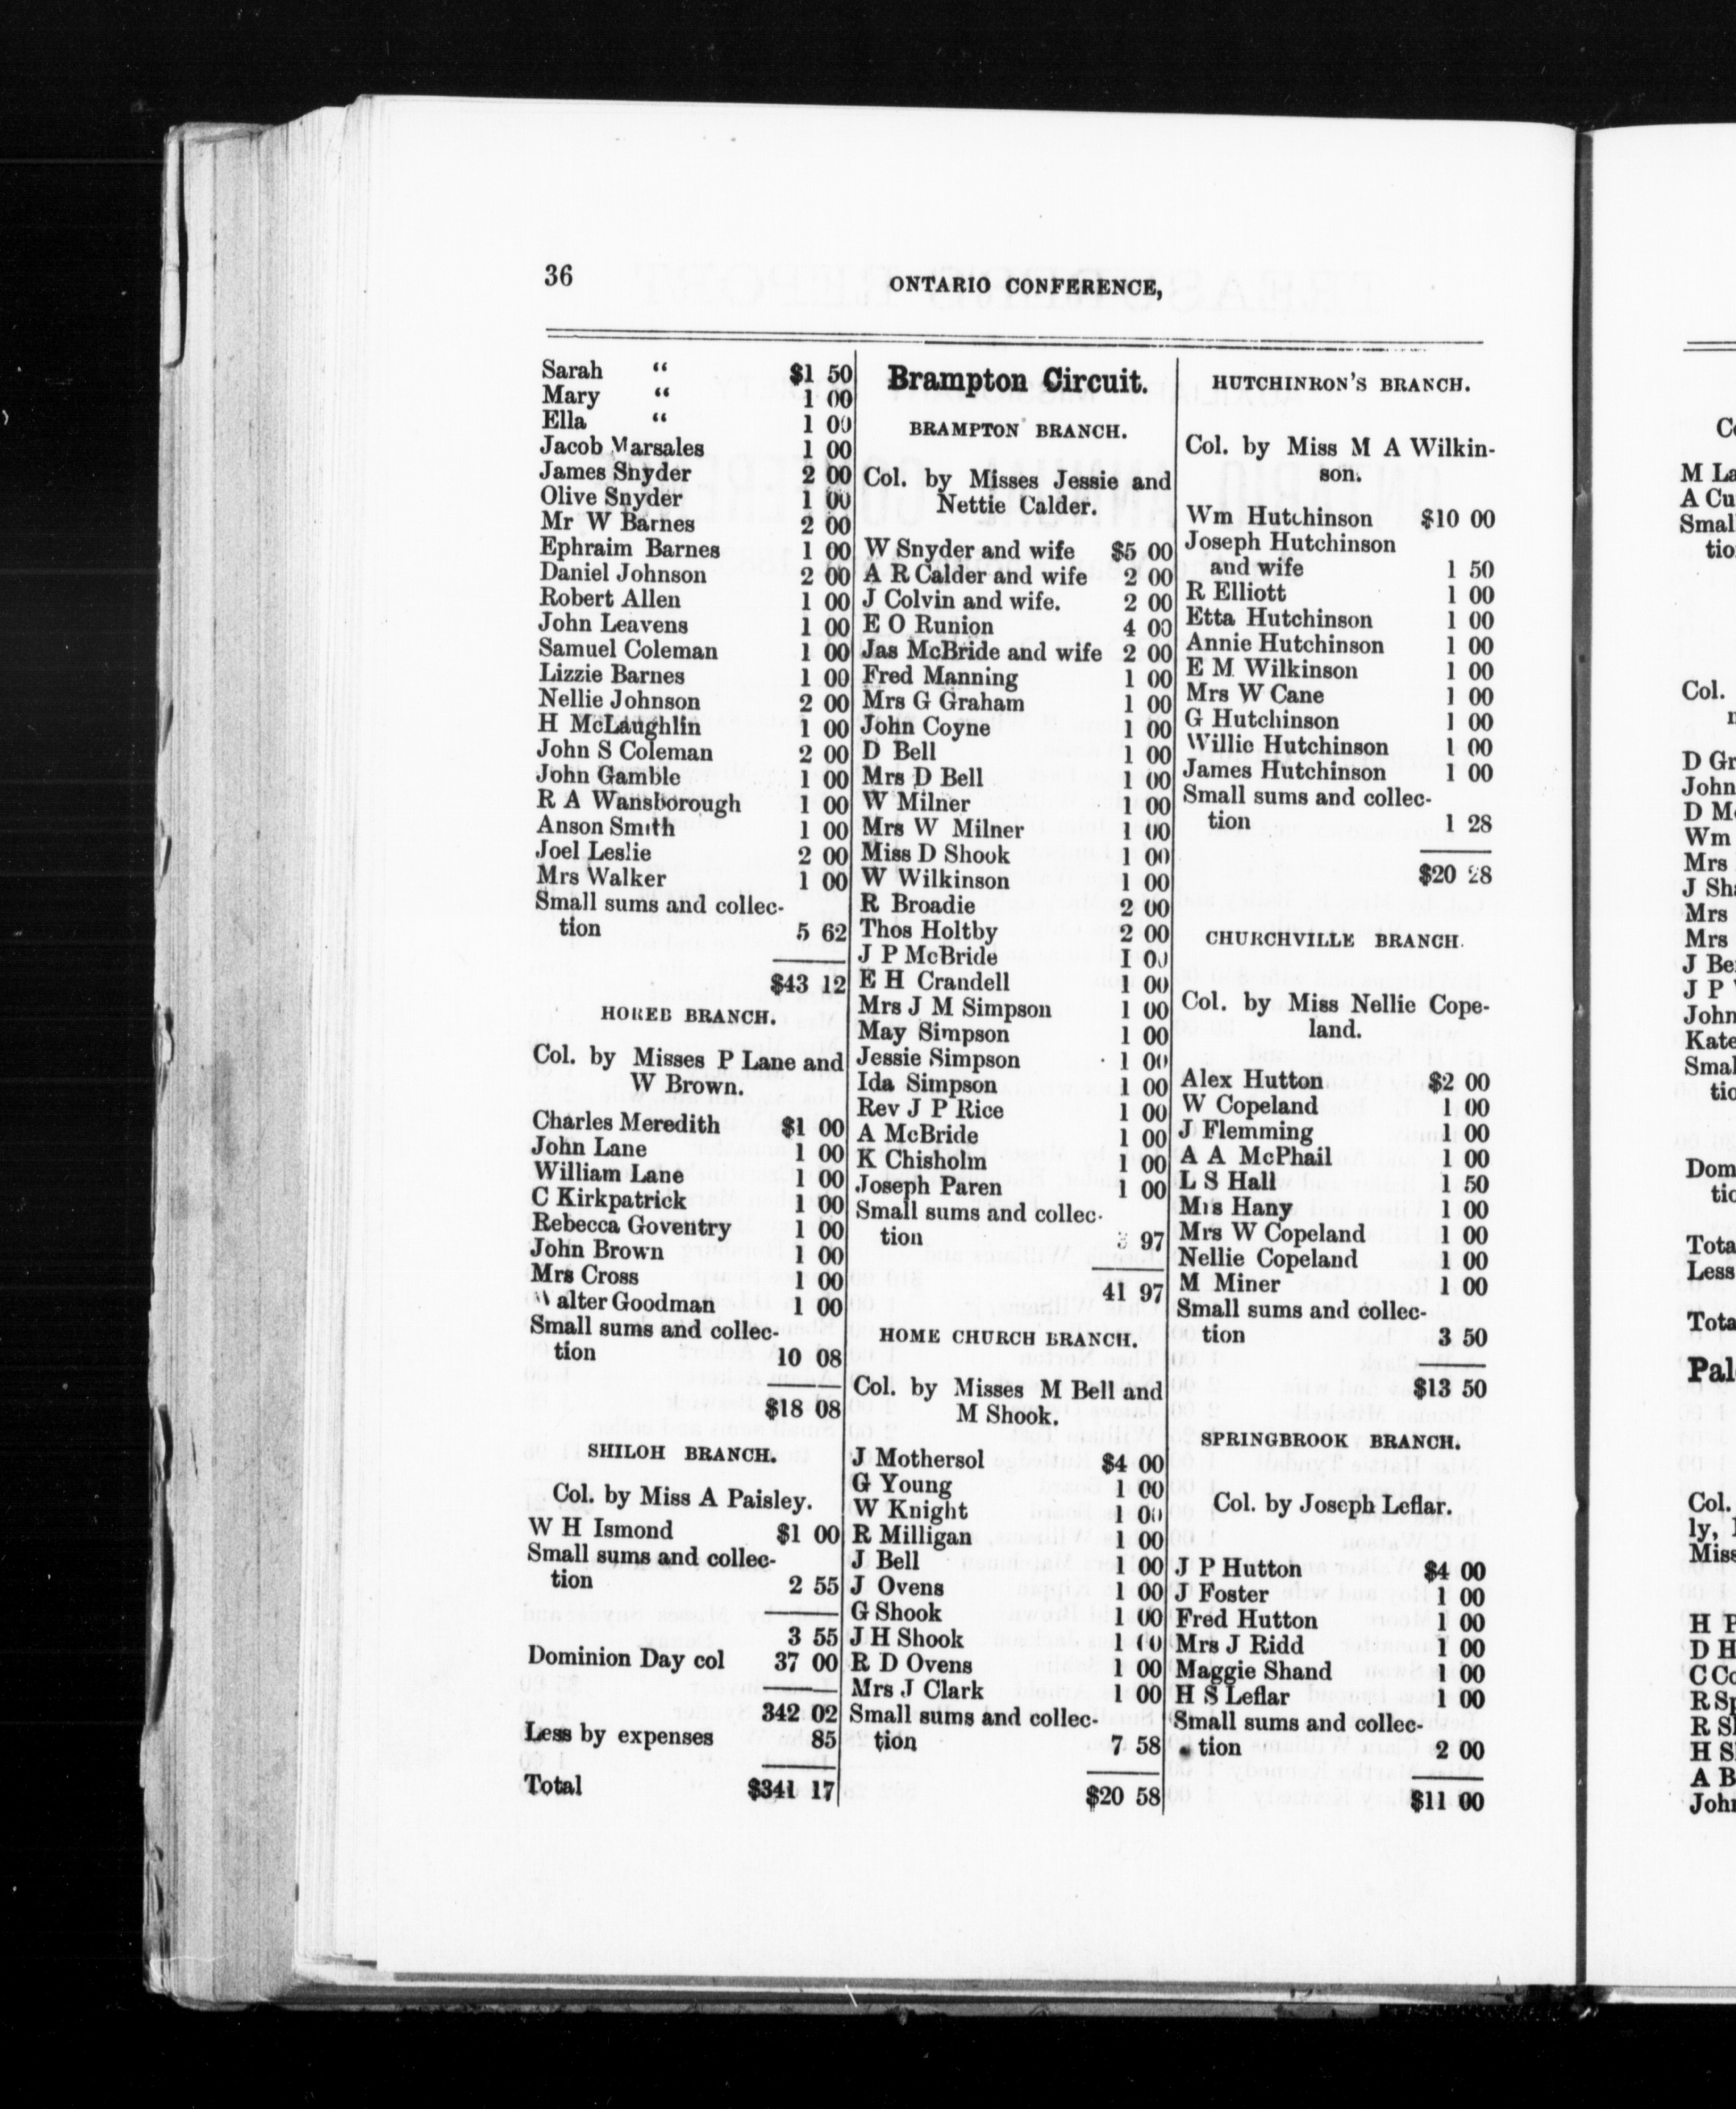 36
ONTARIO CONFERENCE,
Sarah “ $1 50
Mary “ 1 00
Ella “ 1 00
Jacob Marsales 1 00
James Snyder 2 00
Olive Snyder 1 00
Mr W Barnes 2 00
Ephraim Barnes 1 00
Daniel Johnson 2 00
Robert Allen 1 00
John Leavens 1 00
Samuel Coleman 1 00
Lizzie Barnes 1 00
Nellie Johnson 2 00
H McLaughlin 1 00
John S Coleman 2 00
John Gamble 1 00
R A Wansborough 1 00
Anson Smith 1 00
Joel Leslie 2 00
Mrs Walker 1 00
Small sums and collec-
tion 5 62
$43 12
HOREB BRANCH.
Col. by Misses P Lane and
W Brown.
Charles Meredith $1 00
John Lane 1 00
William Lane 1 00
C Kirkpatrick 1 00
Rebecca Goventry 1 00
John Brown 1 00
Mrs Cross 1 00
Walter Goodman 1 00
Small sums and collec-
tion 10 08
$18 08
SHILOH BRANCH.
Col. by Miss A Paisley.
W H Ismond $1 00
Small sums and collec-
tion 2 55
3 55
Dominion Day col 37 00
342 02
Less by expenses 85
Total $341 17
Brampton Circuit.
BRAMPTON BRANCH.
Col. by Misses Jessie and
Nettie Calder.
W Snyder and wife $5 00
A R Calder and wife 2 00
J Colvin and wife. 2 00
E O Runion 4 00
Jas McBride and wife 2 00
Fred Manning 1 00
Mrs G Graham 1 00
John Coyne 1 00
D Bell 1 00
Mrs D Bell 1 00
W Milner 1 00
Mrs W Milner 1 00
Miss D Shook 1 00
W Wilkinson 1 00
R Broadie 2 00
Thos Holtby 2 00
J P McBride 1 00
E H Crandell 1 00
Mrs J M Simpson 1 00
May Simpson 1 00
Jessie Simpson 1 00
Ida Simpson 1 00
Rev J P Rice 1 00
A McBride 1 00
K Chisholm 1 00
Joseph Paren 1 00
Small sums and collec-
tion 97
41 97
HOME CHURCH BRANCH.
Col. by Misses M Bell and
M Shook.
J Mothersol $4 00
G Young 1 00
W Knight 1 00
R Milligan 00
J Bell 1 00
J Ovens 1 00
G Shook 1 00
J H Shook 1 00
R D Ovens 1 00
Mrs J Clark 1 00
Small sums and collec-
tion 7 58
$20 58
HUTCHINRON'S BRANCH.
Col. by Miss M A Wilkin-
son.
Wm Hutchinson $10 00
Joseph Hutchinson
and wife 1 50
R Elliott 1 00
Etta Hutchinson 1 00
Annie Hutchinson 1 00
E M Wilkinson 1 00
Mrs W Cane 1 00
G Hutchinson 1 00
Willie Hutchinson 1 00
James Hutchinson 1 00
Small sums and collec-
tion 1 28
$20 28
CHURCHVILLE BRANCH.
Col. by Miss Nellie Cope-
land.
Alex Hutton $2 00
W Copeland 1 00
J Flemming 1 00
A A McPhail 1 00
L S Hall 1 50
Mrs Hany 1 00
Mrs W Copeland 1 00
Nellie Copeland 1 00
M Miner 1 00
Small sums and collec-
tion 3 50
$13 50
SPRINGBROOK BRANCH.
Col. by Joseph Leflar.
J P Hutton $4 00
J Foster 1 00
Fred Hutton 1 00
Mrs J Ridd 1 00
Maggie Shand 1 00
H S Leflar 1 00
Small sums and collec-
tion 2 00
$11 00